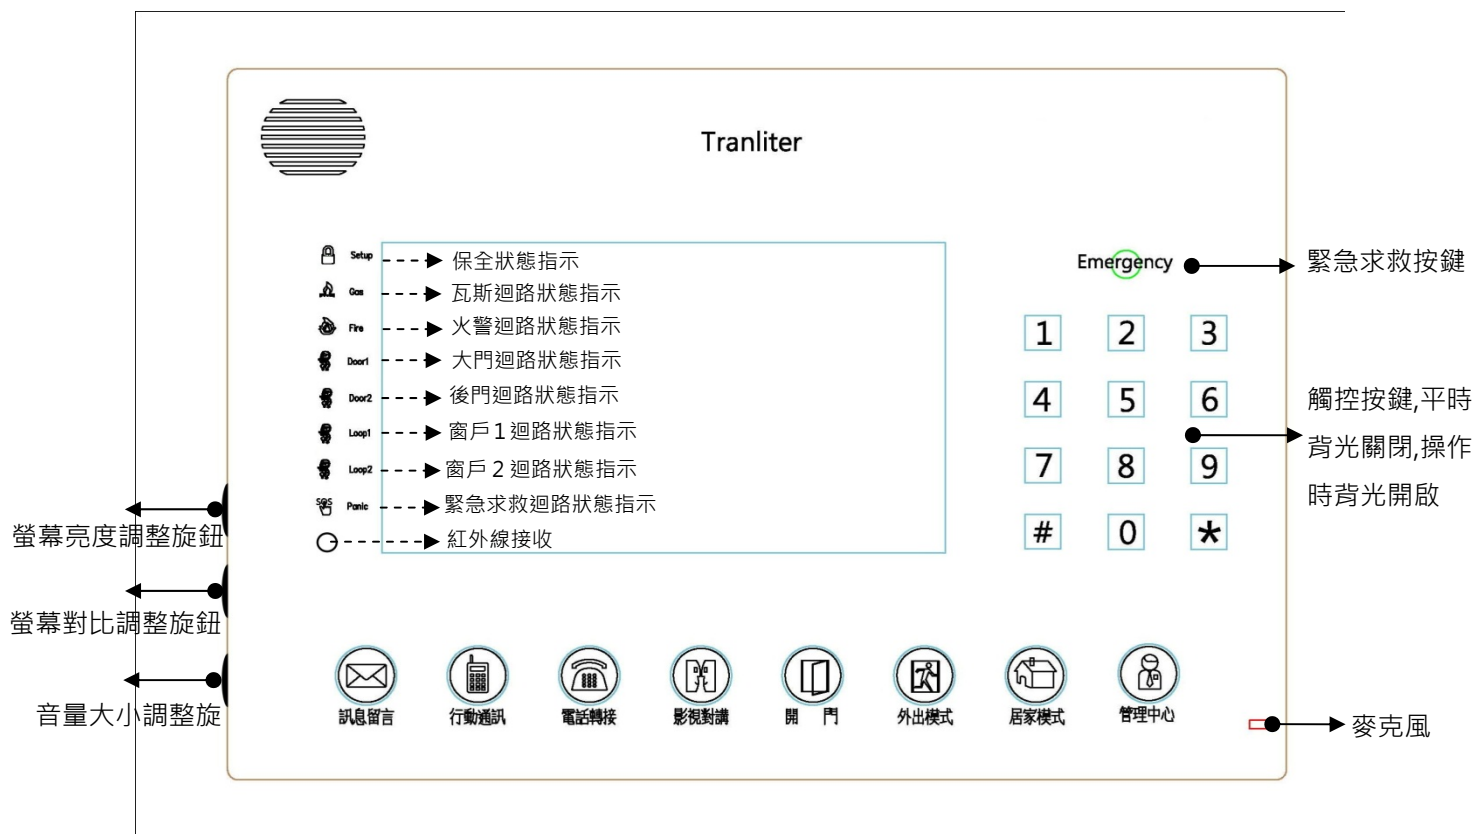 Tranliter
Setup 保全狀態指示
Gas 瓦斯迴路狀態指示
Fire 火警迴路狀態指示
Door1 大門迴路狀態指示
Door2 後門迴路狀態指示
Loop1 窗戶1迴路狀態指示
Loop2 窗戶2迴路狀態指示
SOS Panic 緊急求救迴路狀態指示
紅外線接收
Emergency 緊急求救按鍵
1 2 3
4 5 6
7 8 9
# 0 *
觸控按鍵,平時
背光關閉,操作
時背光開啟
螢幕亮度調整旋鈕
螢幕對比調整旋鈕
音量大小調整旋
訊息留言 行動通訊 電話轉接 影視對講 開 門 外出模式 居家模式 管理中心
麥克風